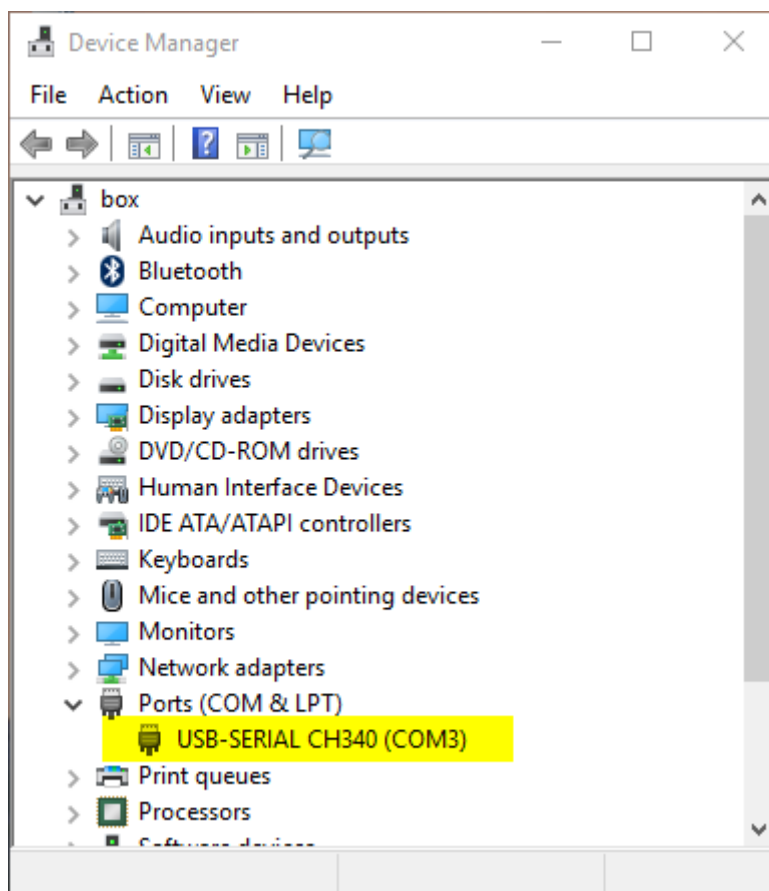 Device Manager
File Action View Help
box
Audio inputs and outputs
Bluetooth
Computer
Digital Media Devices
Disk drives
Display adapters
DVD/CD-ROM drives
Human Interface Devices
IDE ATA/ATAPI controllers
Keyboards
Mice and other pointing devices
Monitors
Network adapters
Ports (COM & LPT)
USB-SERIAL CH340 (COM3)
Print queues
Processors
Software devices